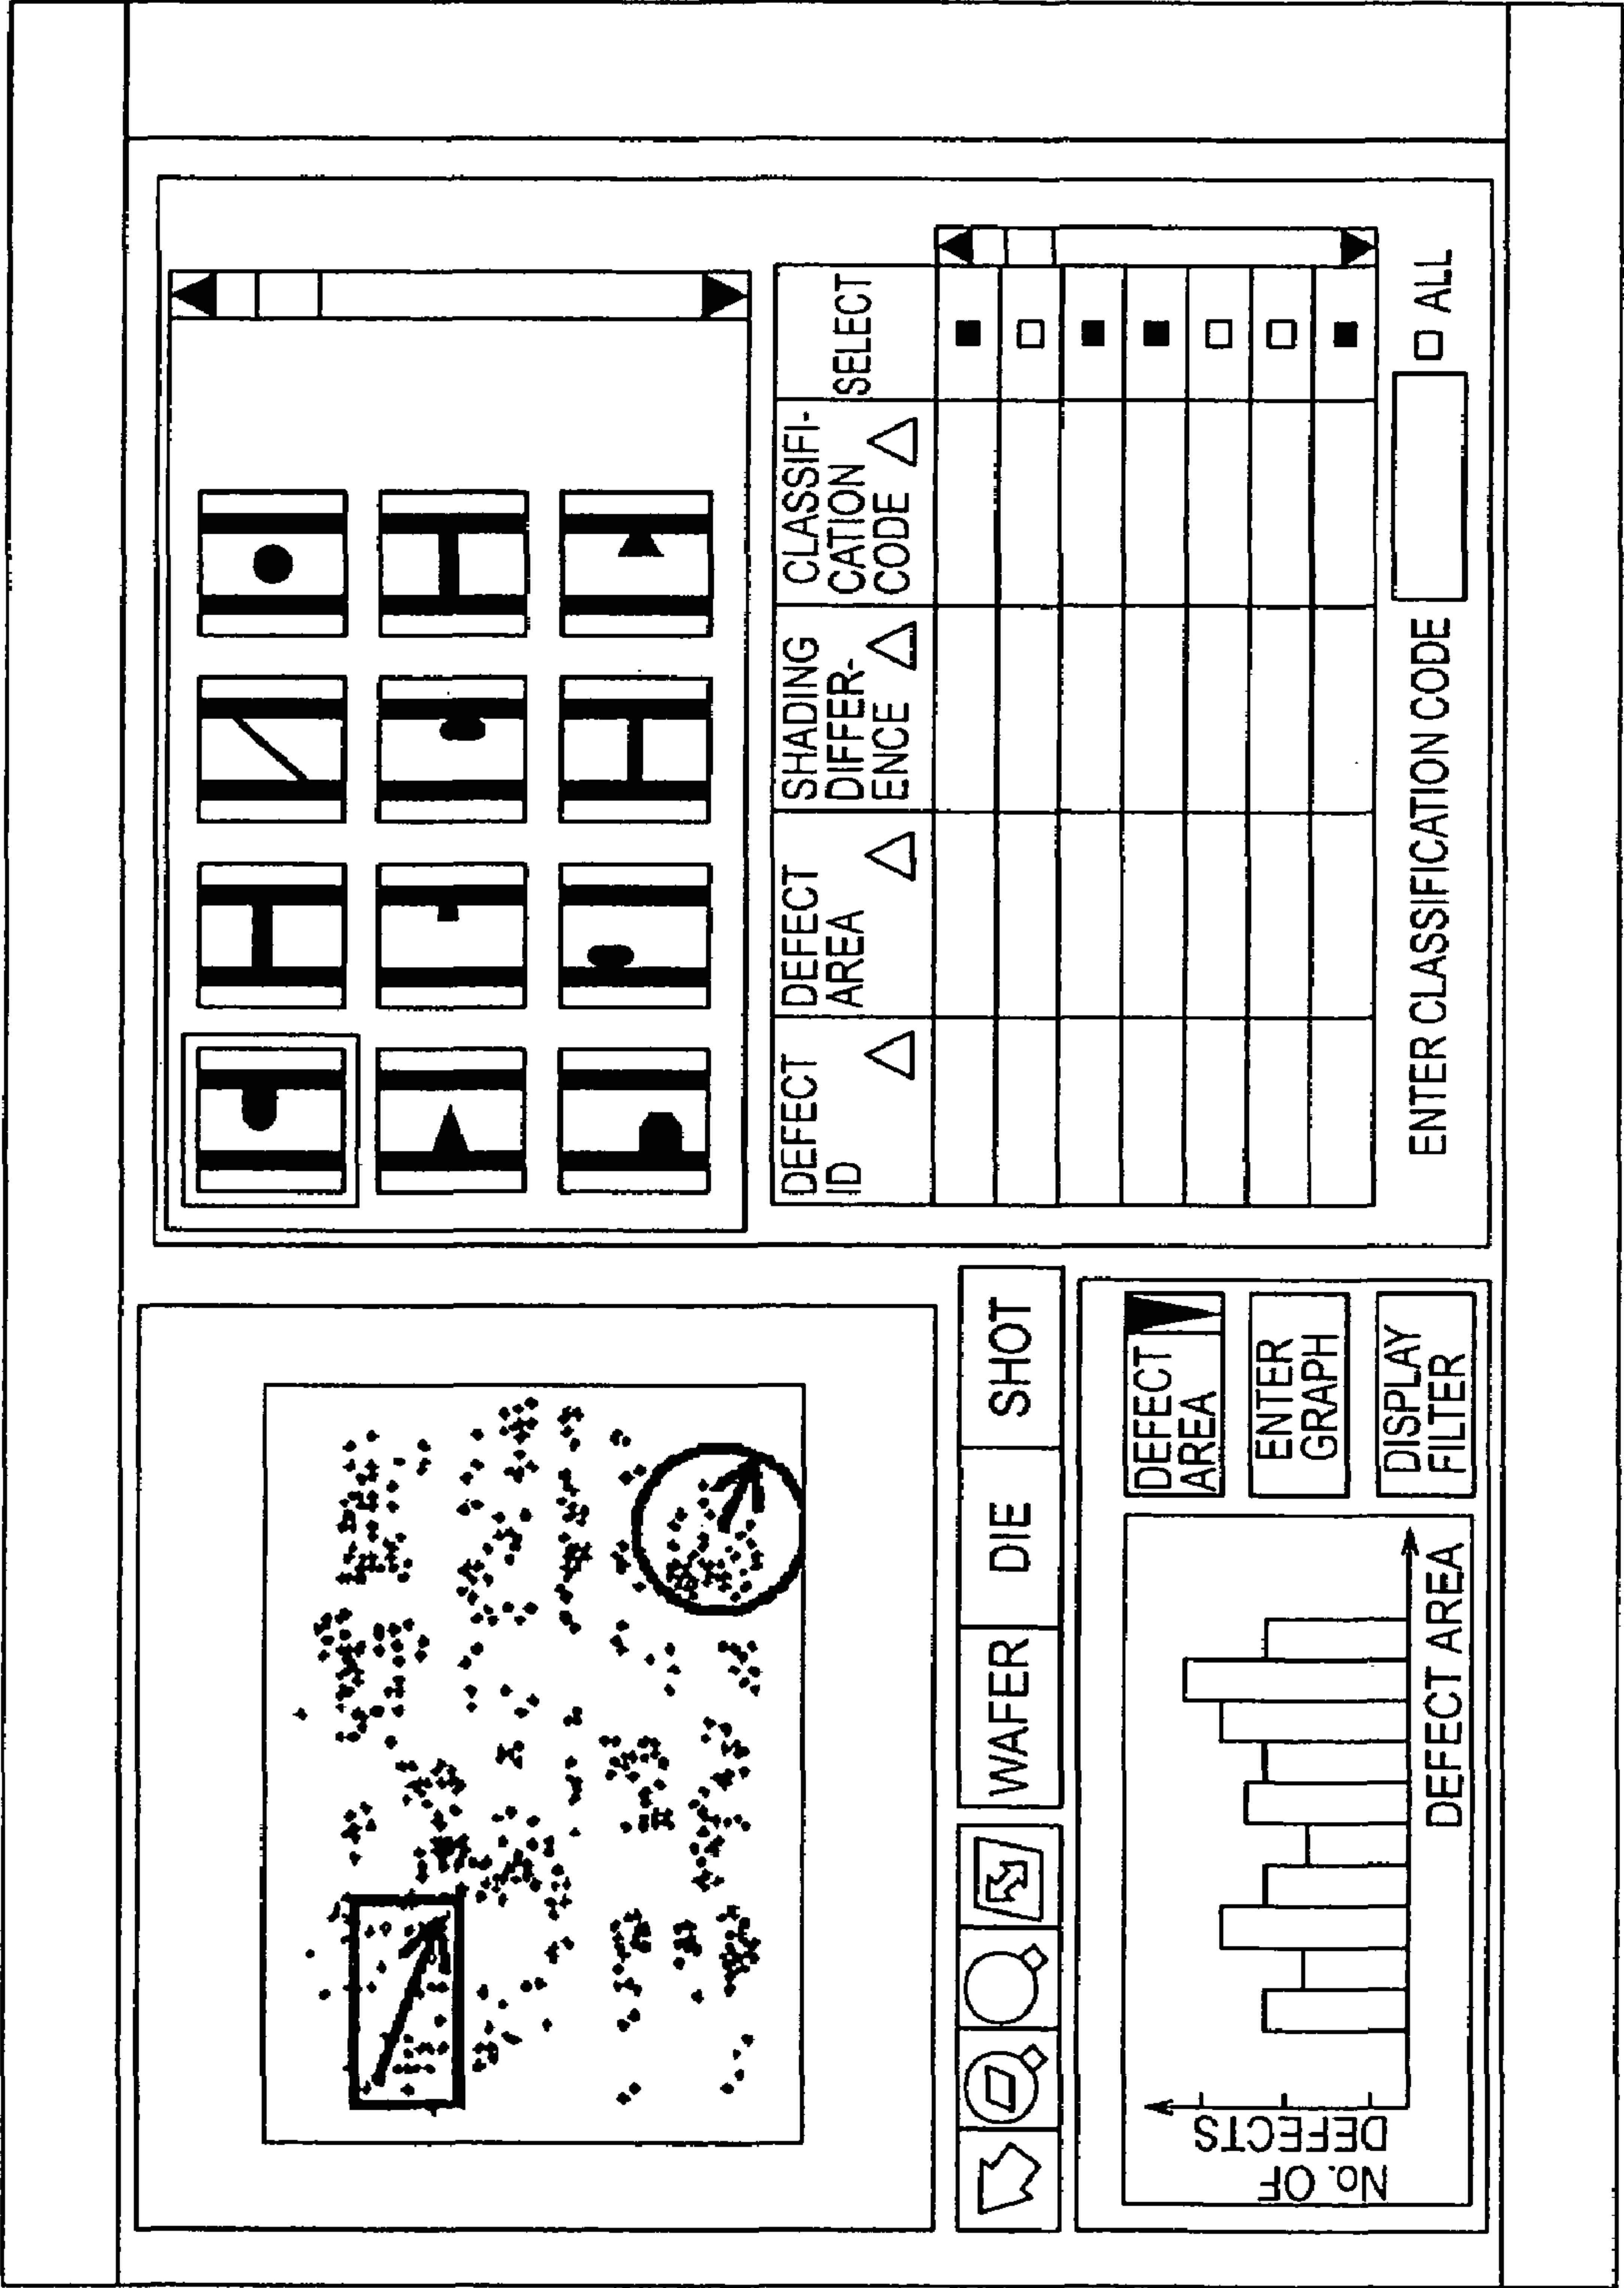 WAFER
DIE
SHOT
No. OF
DEFECTS
DEFECT AREA
DEFECT
AREA
ENTER
GRAPH
DISPLAY
FILTER
DEFECT
ID
DEFECT
AREA
SHADING
DIFFER-
ENCE
CLASSIFI-
CATION
CODE
SELECT
ENTER CLASSIFICATION CODE
ALL